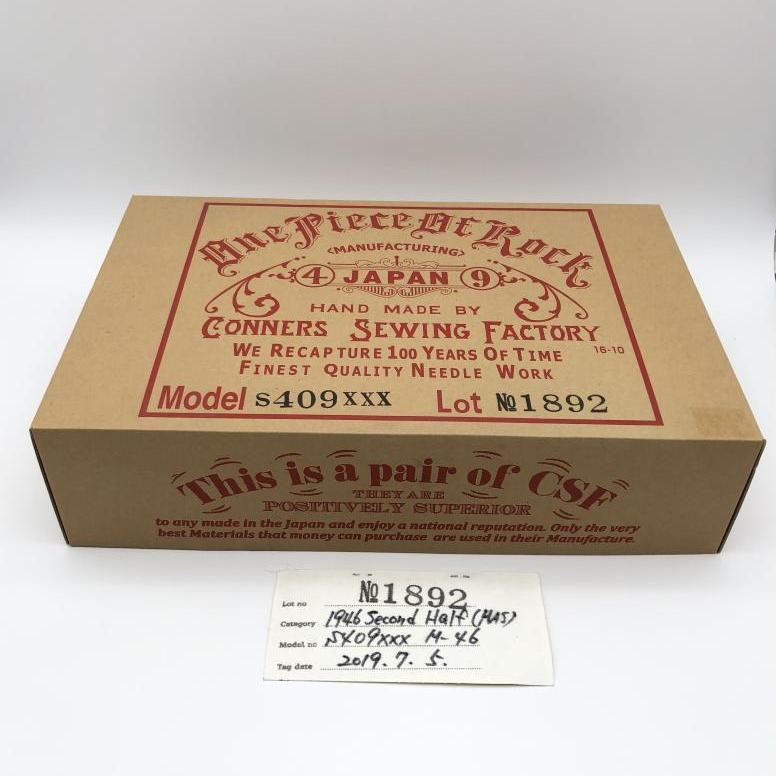 One Piece Of Rock
<MANUFACTURING>
4 JAPAN 9
HAND MADE BY
CONNERS SEWING FACTORY
WE RECAPTURE 100 YEARS OF TIME 16-10
FINEST QUALITY NEEDLE WORK
Model S409XXX Lot №1892
This is a pair of CSF
THEY ARE
POSITIVELY SUPERIOR
to any made in the Japan and enjoy a national reputation. Only the very
best Materials that money can purchase are used in their Manufacture.
Lot no №1892
Category 1946 Second Half (MAS)
Model no S409xxx M-46
Tag date 2019. 7. 5.